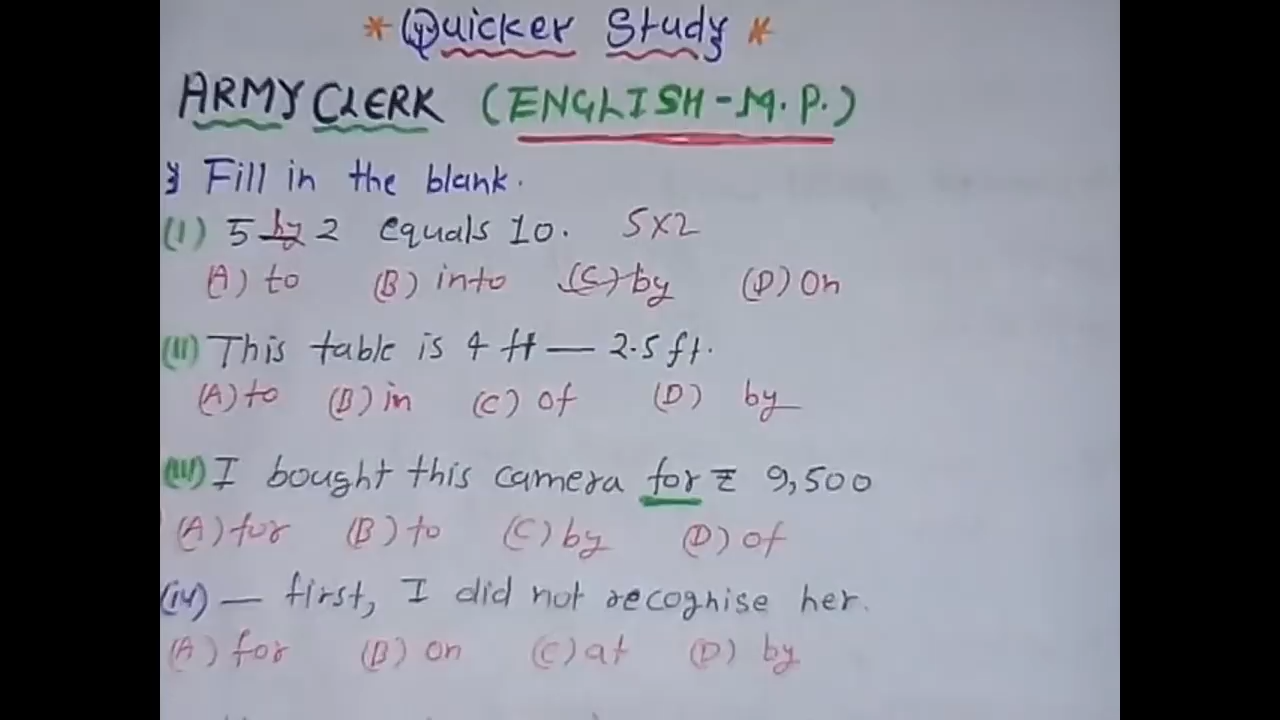 * Quicker Study *
ARMY CLERK (ENGLISH-M.P.)
Fill in the blank.
(I) 5 by 2 equals 10. 5x2
(A) to (B) into (C) by (D) on
(II) This table is 4 ft — 2.5 ft.
(A) to (B) in (C) of (D) by
(III) I bought this camera for ₹ 9,500
(A) for (B) to (C) by (D) of
(IV) — first, I did not recognise her.
(A) for (B) on (C) at (D) by